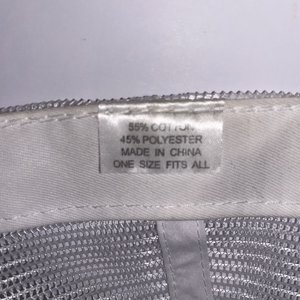 55% COTTON
45% POLYESTER
MADE IN CHINA
ONE SIZE FITS ALL